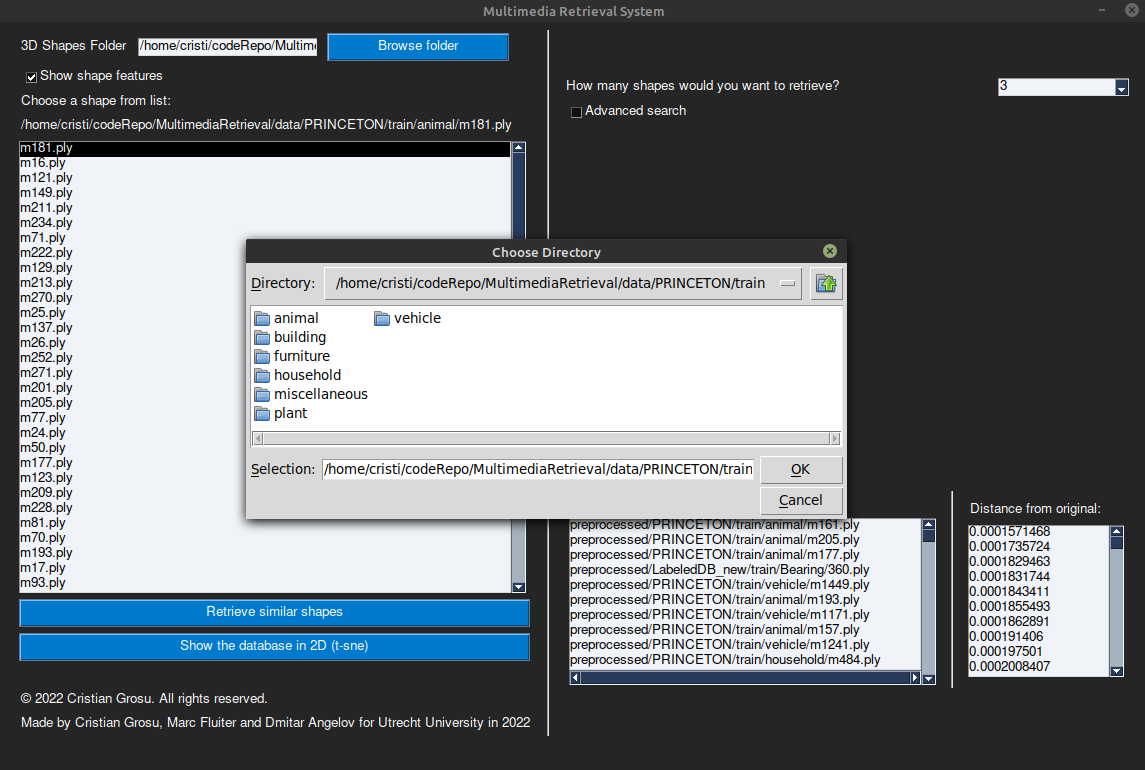 Multimedia Retrieval System
3D Shapes Folder /home/cristi/codeRepo/Multime Browse folder
Show shape features
Choose a shape from list:
/home/cristi/codeRepo/MultimediaRetrieval/data/PRINCETON/train/animal/m181.ply
m181.ply
m16.ply
m121.ply
m149.ply
m211.ply
m234.ply
m71.ply
m222.ply
m129.ply
m213.ply
m270.ply
m25.ply
m137.ply
m26.ply
m252.ply
m271.ply
m201.ply
m205.ply
m77.ply
m24.ply
m50.ply
m177.ply
m123.ply
m209.ply
m228.ply
m81.ply
m70.ply
m193.ply
m17.ply
m93.ply
Retrieve similar shapes
Show the database in 2D (t-sne)
© 2022 Cristian Grosu. All rights reserved.
Made by Cristian Grosu, Marc Fluiter and Dmitar Angelov for Utrecht University in 2022
How many shapes would you want to retrieve? 3
Advanced search
Choose Directory
Directory: /home/cristi/codeRepo/MultimediaRetrieval/data/PRINCETON/train
animal
building
furniture
household
miscellaneous
plant
vehicle
Selection: /home/cristi/codeRepo/MultimediaRetrieval/data/PRINCETON/train OK
Cancel
preprocessed/PRINCETON/train/animal/m161.ply
preprocessed/PRINCETON/train/animal/m205.ply
preprocessed/PRINCETON/train/animal/m177.ply
preprocessed/LabeledDB_new/train/Bearing/360.ply
preprocessed/PRINCETON/train/vehicle/m1449.ply
preprocessed/PRINCETON/train/animal/m193.ply
preprocessed/PRINCETON/train/vehicle/m1171.ply
preprocessed/PRINCETON/train/animal/m157.ply
preprocessed/PRINCETON/train/vehicle/m1241.ply
preprocessed/PRINCETON/train/household/m484.ply
Distance from original:
0.0001571468
0.0001735724
0.0001829463
0.0001831744
0.0001843411
0.0001855493
0.0001862891
0.000191406
0.000197501
0.0002008407